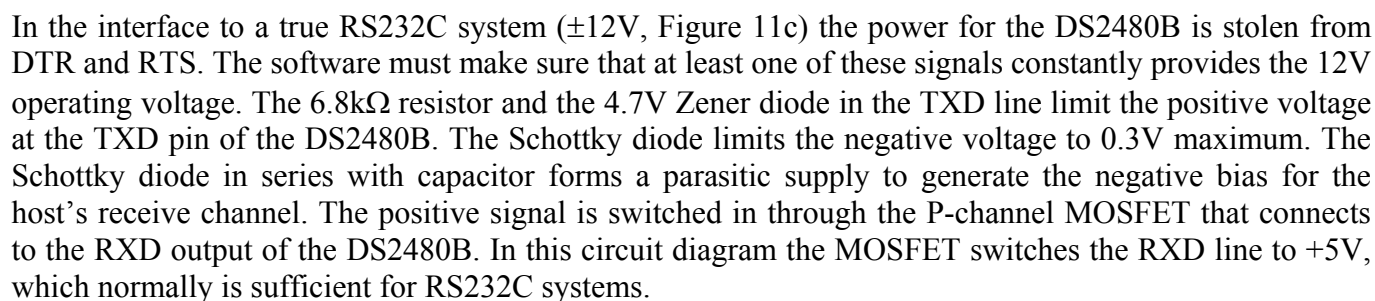 In the interface to a true RS232C system (±12V, Figure 11c) the power for the DS2480B is stolen from
DTR and RTS. The software must make sure that at least one of these signals constantly provides the 12V
operating voltage. The 6.8kΩ resistor and the 4.7V Zener diode in the TXD line limit the positive voltage
at the TXD pin of the DS2480B. The Schottky diode limits the negative voltage to 0.3V maximum. The
Schottky diode in series with capacitor forms a parasitic supply to generate the negative bias for the
host's receive channel. The positive signal is switched in through the P-channel MOSFET that connects
to the RXD output of the DS2480B. In this circuit diagram the MOSFET switches the RXD line to +5V,
which normally is sufficient for RS232C systems.